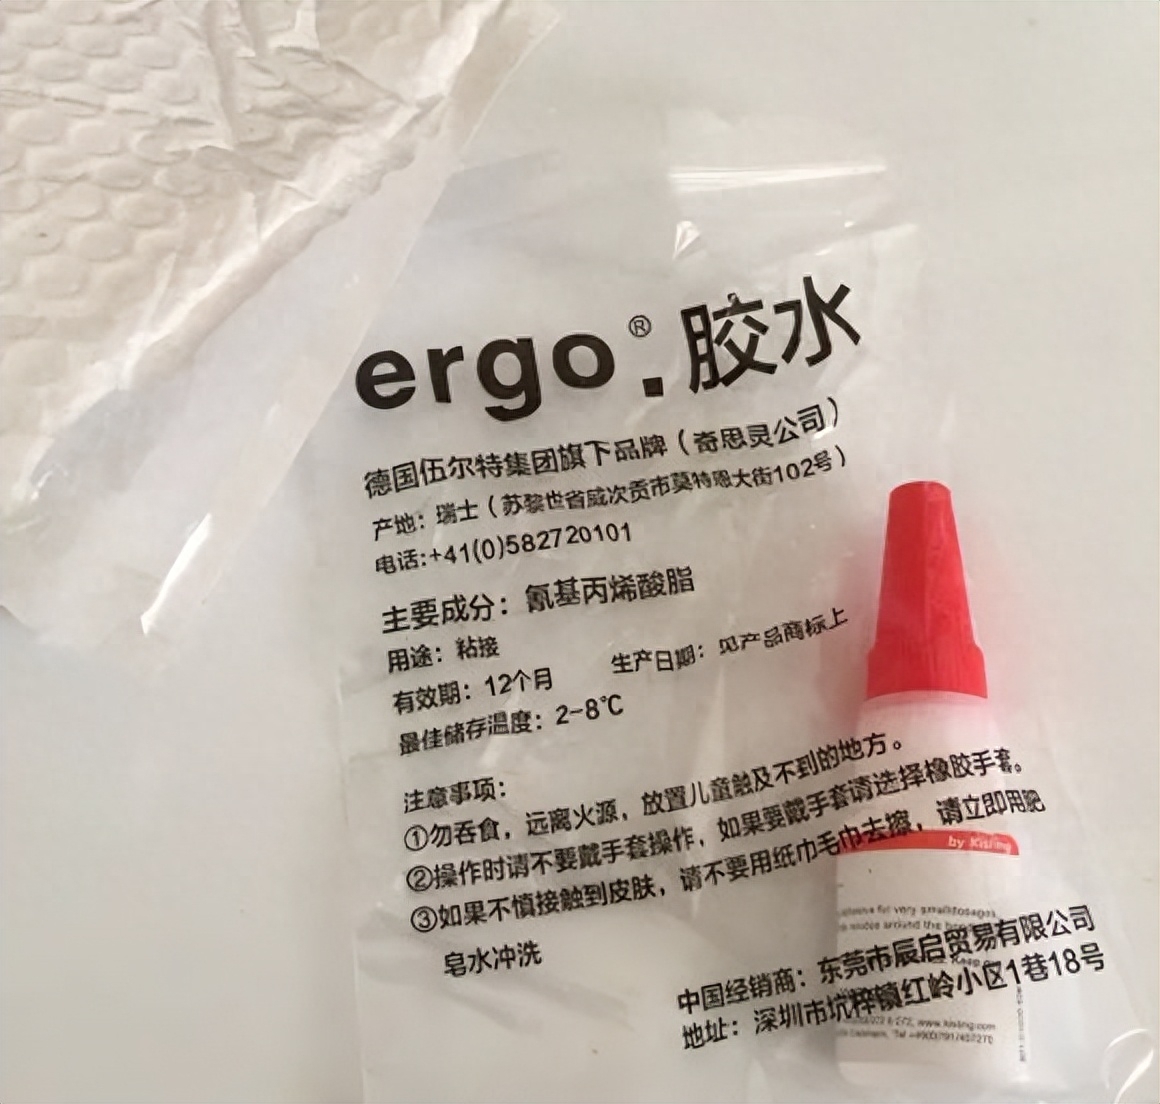 ergo®.胶水
德国伍尔特集团旗下品牌（奇思灵公司）
产地：瑞士（苏黎世省威次贡市莫特恩大街102号）
电话:+41(0)582720101
主要成分：氰基丙烯酸脂
用途：粘接
有效期：12个月 生产日期：见产品商标上
最佳储存温度：2-8℃
注意事项：
①勿吞食，远离火源，放置儿童触及不到的地方。
②操作时请不要戴手套操作，如果要戴手套请选择橡胶手套。
③如果不慎接触到皮肤，请不要用纸巾毛巾去擦，请立即用肥
皂水冲洗
中国经销商：东莞市辰启贸易有限公司
地址：深圳市坑梓镇红岭小区1巷18号
by Kisling
for very
around the
www.kisling.com